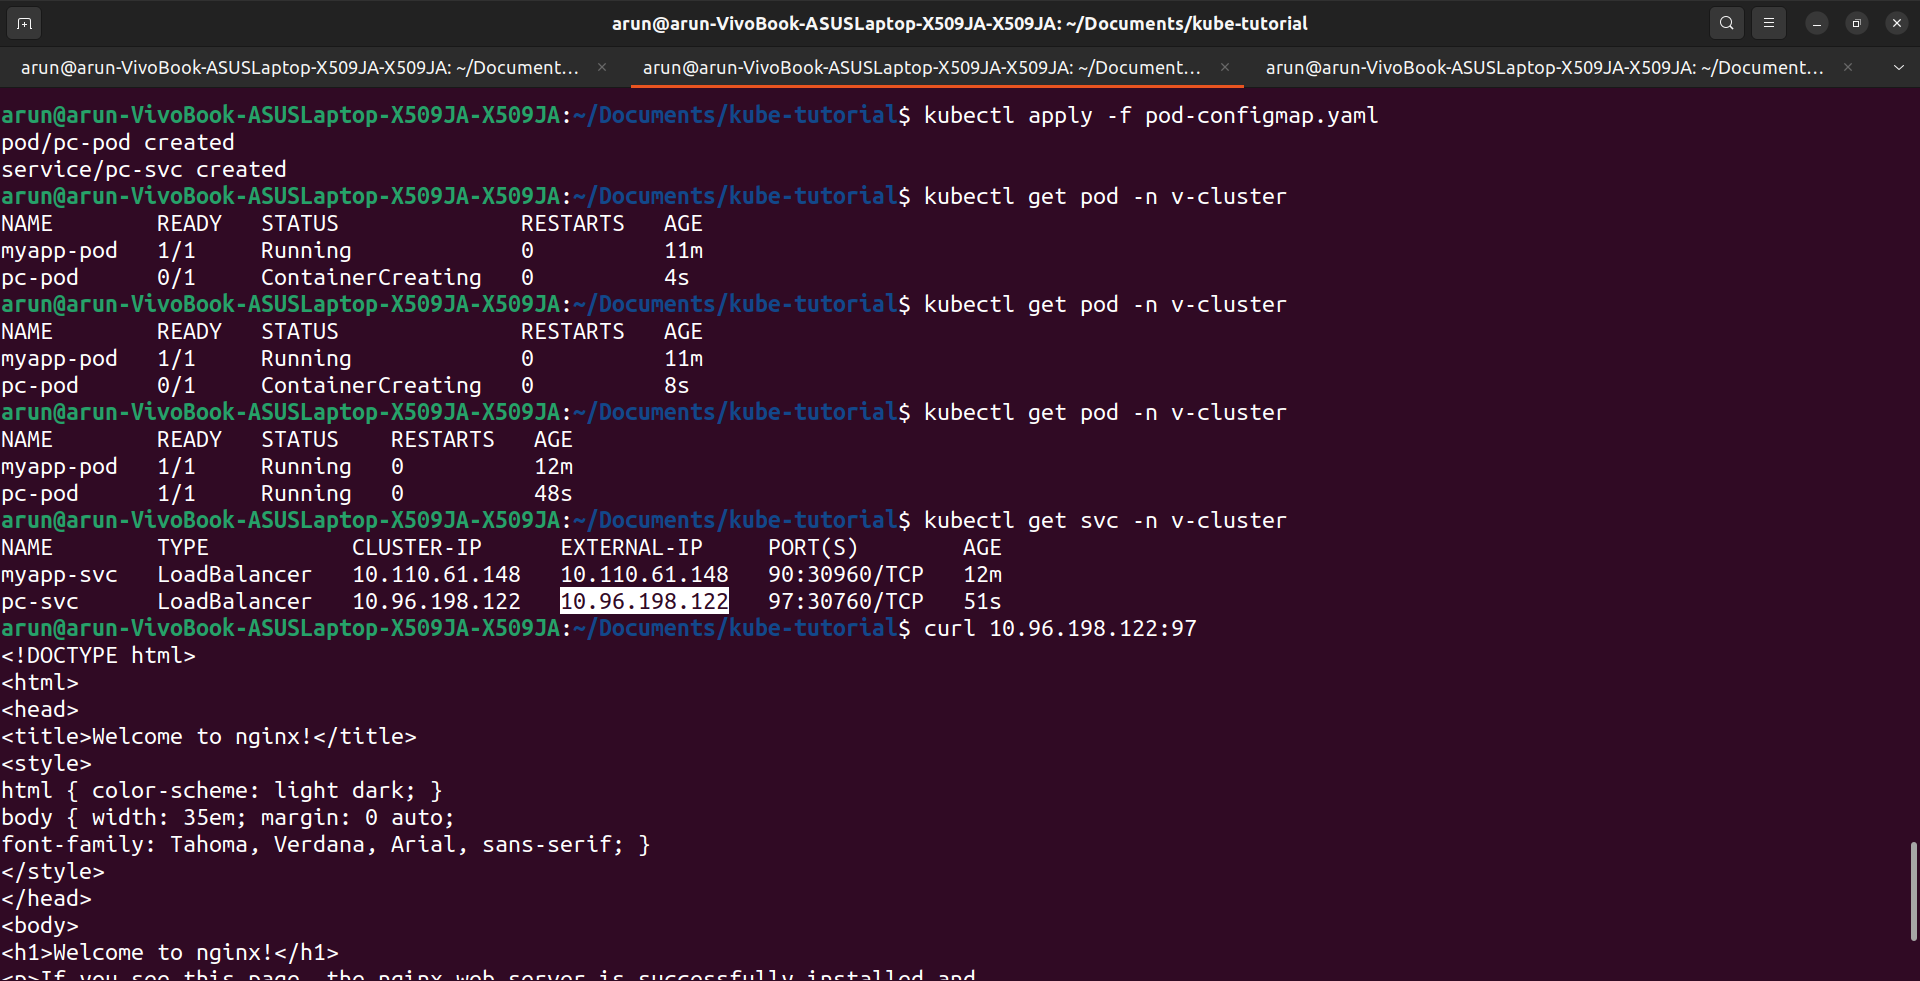 arun@arun-VivoBook-ASUSLaptop-X509JA-X509JA: ~/Documents/kube-tutorial
arun@arun-VivoBook-ASUSLaptop-X509JA-X509JA: ~/Document...
arun@arun-VivoBook-ASUSLaptop-X509JA-X509JA: ~/Document...
arun@arun-VivoBook-ASUSLaptop-X509JA-X509JA: ~/Document...
arun@arun-VivoBook-ASUSLaptop-X509JA-X509JA:~/Documents/kube-tutorial$ kubectl apply -f pod-configmap.yaml
pod/pc-pod created
service/pc-svc created
arun@arun-VivoBook-ASUSLaptop-X509JA-X509JA:~/Documents/kube-tutorial$ kubectl get pod -n v-cluster
NAME        READY   STATUS              RESTARTS   AGE
myapp-pod   1/1     Running             0          11m
pc-pod      0/1     ContainerCreating   0          4s
arun@arun-VivoBook-ASUSLaptop-X509JA-X509JA:~/Documents/kube-tutorial$ kubectl get pod -n v-cluster
NAME        READY   STATUS              RESTARTS   AGE
myapp-pod   1/1     Running             0          11m
pc-pod      0/1     ContainerCreating   0          8s
arun@arun-VivoBook-ASUSLaptop-X509JA-X509JA:~/Documents/kube-tutorial$ kubectl get pod -n v-cluster
NAME        READY   STATUS    RESTARTS   AGE
myapp-pod   1/1     Running   0          12m
pc-pod      1/1     Running   0          48s
arun@arun-VivoBook-ASUSLaptop-X509JA-X509JA:~/Documents/kube-tutorial$ kubectl get svc -n v-cluster
NAME        TYPE           CLUSTER-IP      EXTERNAL-IP     PORT(S)        AGE
myapp-svc   LoadBalancer   10.110.61.148   10.110.61.148   90:30960/TCP   12m
pc-svc      LoadBalancer   10.96.198.122   10.96.198.122   97:30760/TCP   51s
arun@arun-VivoBook-ASUSLaptop-X509JA-X509JA:~/Documents/kube-tutorial$ curl 10.96.198.122:97
<!DOCTYPE html>
<html>
<head>
<title>Welcome to nginx!</title>
<style>
html { color-scheme: light dark; }
body { width: 35em; margin: 0 auto;
font-family: Tahoma, Verdana, Arial, sans-serif; }
</style>
</head>
<body>
<h1>Welcome to nginx!</h1>
<p>If you see this page, the nginx web server is successfully installed and